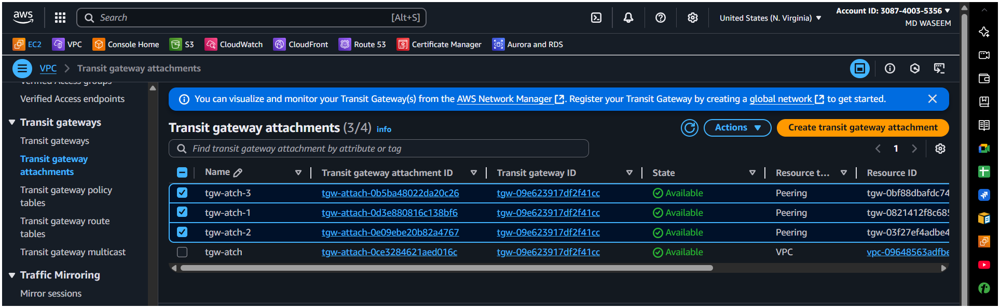 aws
Search
[Alt+S]
United States (N. Virginia)
Account ID: 3087-4003-5356
MD WASEEM
EC2
VPC
Console Home
S3
CloudWatch
CloudFront
Route 53
Certificate Manager
Aurora and RDS
VPC
Transit gateway attachments
Verified Access groups
Verified Access endpoints
Transit gateways
Transit gateways
Transit gateway
attachments
Transit gateway policy
tables
Transit gateway route
tables
Transit gateway multicast
Traffic Mirroring
Mirror sessions
You can visualize and monitor your Transit Gateway(s) from the AWS Network Manager. Register your Transit Gateway by creating a global network to get started.
Transit gateway attachments (3/4) info
Actions
Create transit gateway attachment
Find transit gateway attachment by attribute or tag
1
Name Transit gateway attachment ID Transit gateway ID State Resource t... Resource ID
tgw-atch-3 tgw-attach-0b5ba48022da20c26 tgw-09e623917df2f41cc Available Peering tgw-0bf88dbafdc74
tgw-atch-1 tgw-attach-0d3e880816c138bf6 tgw-09e623917df2f41cc Available Peering tgw-0821412f8c685
tgw-atch-2 tgw-attach-0e09ebe20b82a4767 tgw-09e623917df2f41cc Available Peering tgw-03f27ef4adbe4
tgw-atch tgw-attach-0ce3284621aed016c tgw-09e623917df2f41cc Available VPC vpc-09648563adfbe